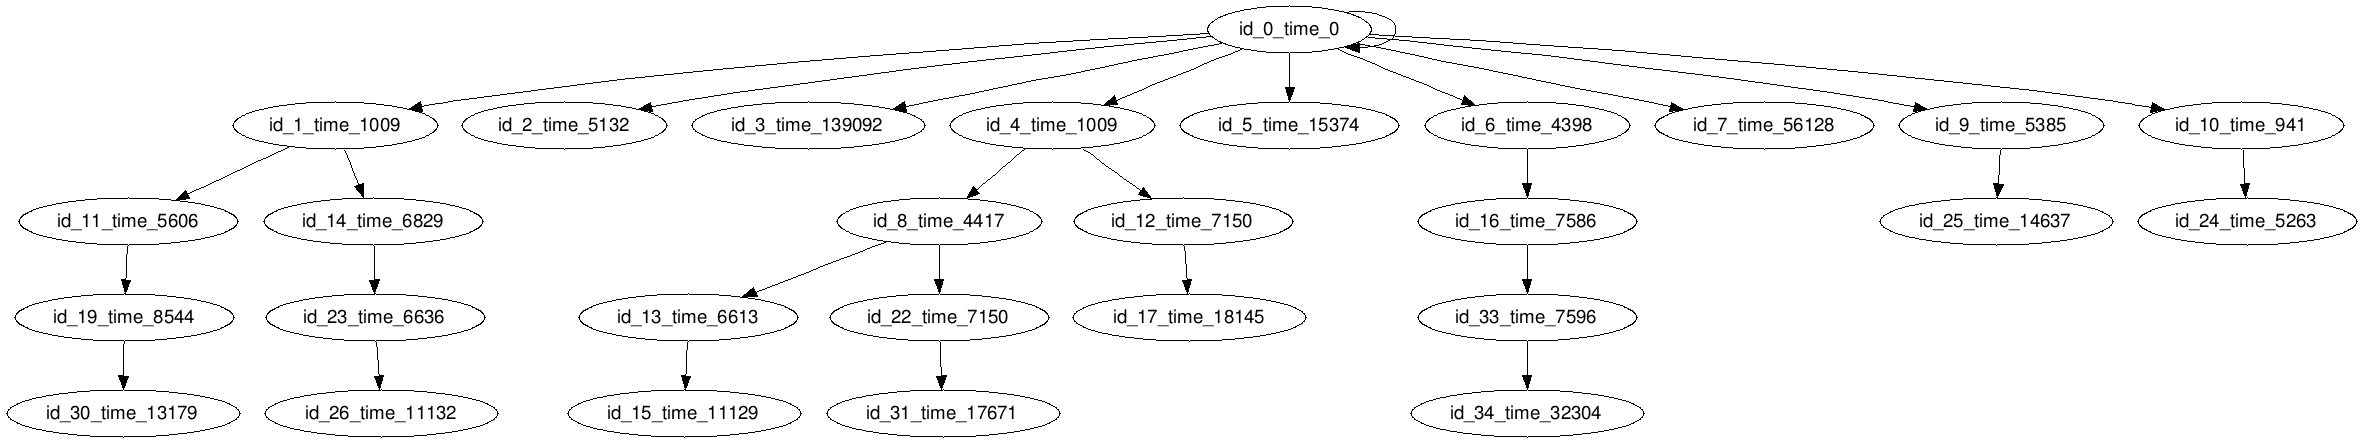 id_0_time_0
id_1_time_1009
id_2_time_5132
id_3_time_139092
id_4_time_1009
id_5_time_15374
id_6_time_4398
id_7_time_56128
id_9_time_5385
id_10_time_941
id_11_time_5606
id_14_time_6829
id_8_time_4417
id_12_time_7150
id_16_time_7586
id_25_time_14637
id_24_time_5263
id_19_time_8544
id_23_time_6636
id_13_time_6613
id_22_time_7150
id_17_time_18145
id_33_time_7596
id_30_time_13179
id_26_time_11132
id_15_time_11129
id_31_time_17671
id_34_time_32304